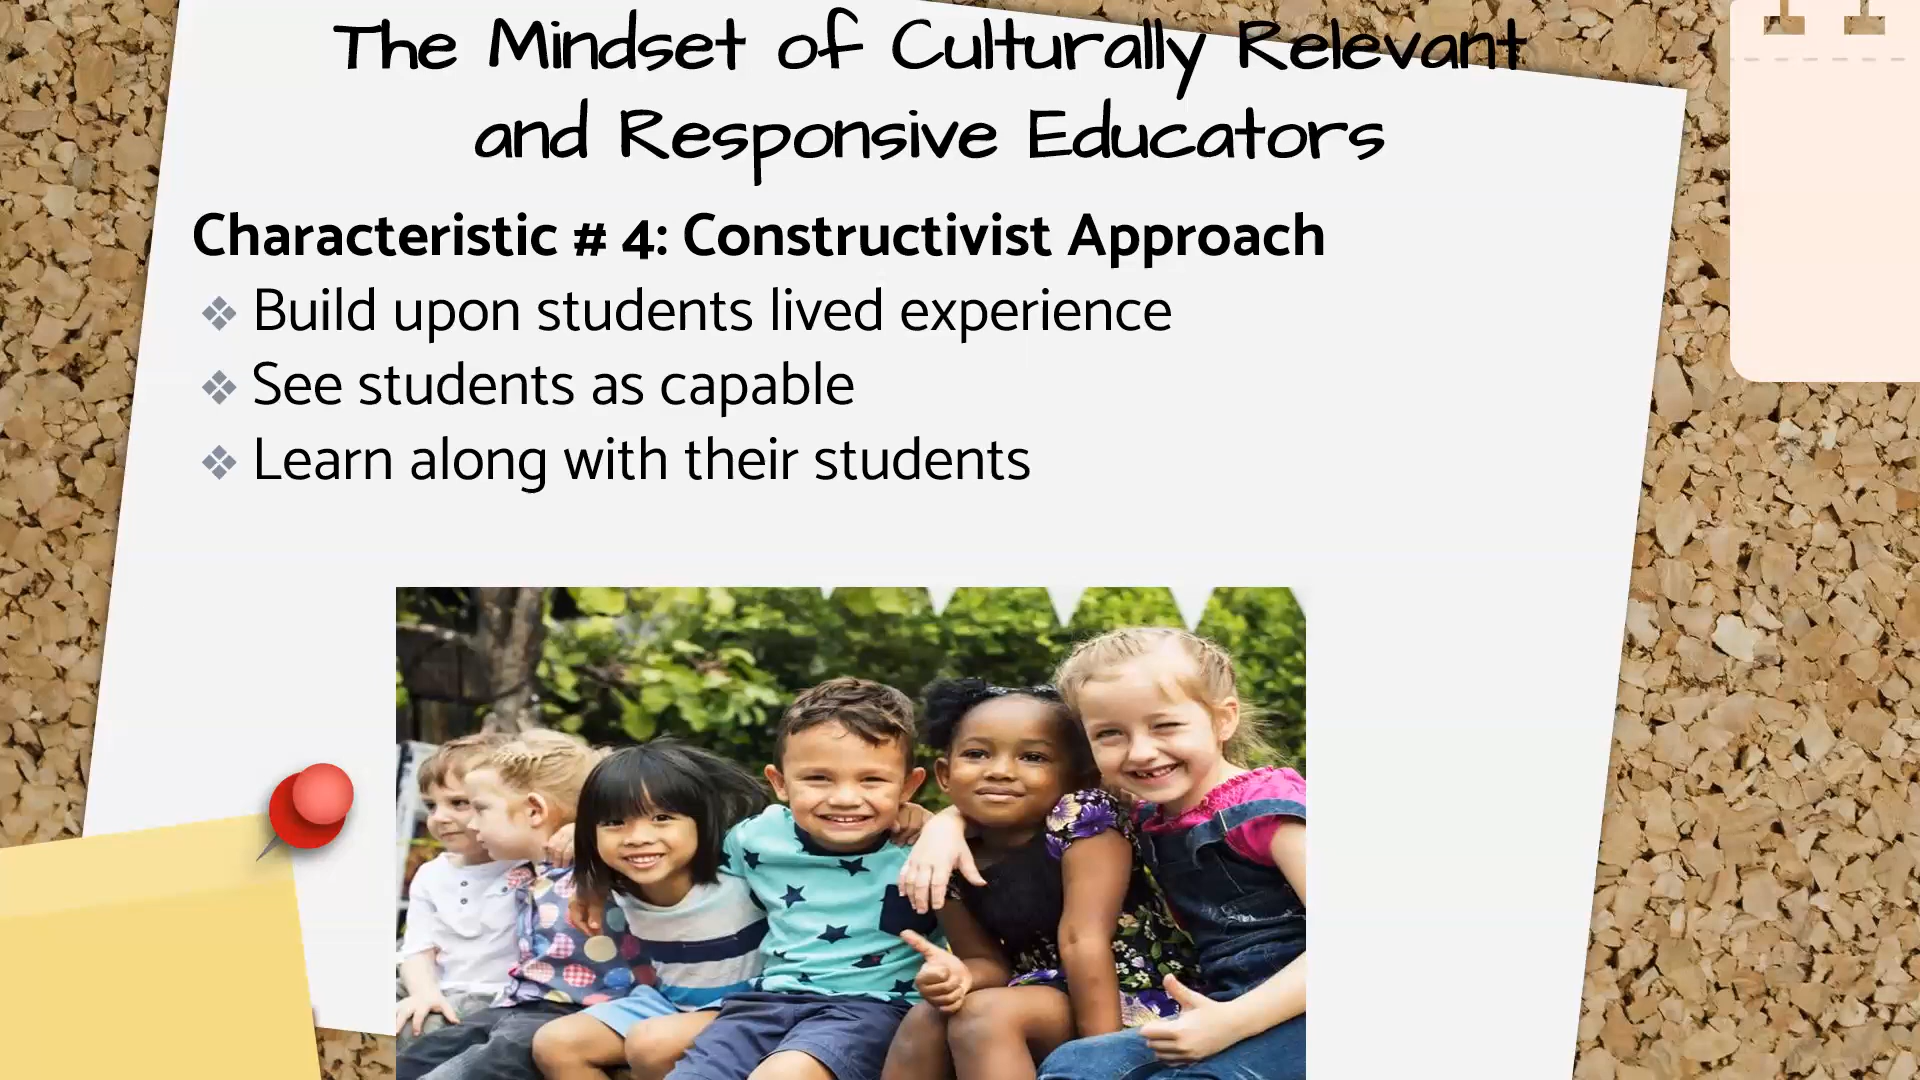 The Mindset of Culturally Relevant
and Responsive Educators
Characteristic # 4: Constructivist Approach
❖ Build upon students lived experience
❖ See students as capable
❖ Learn along with their students